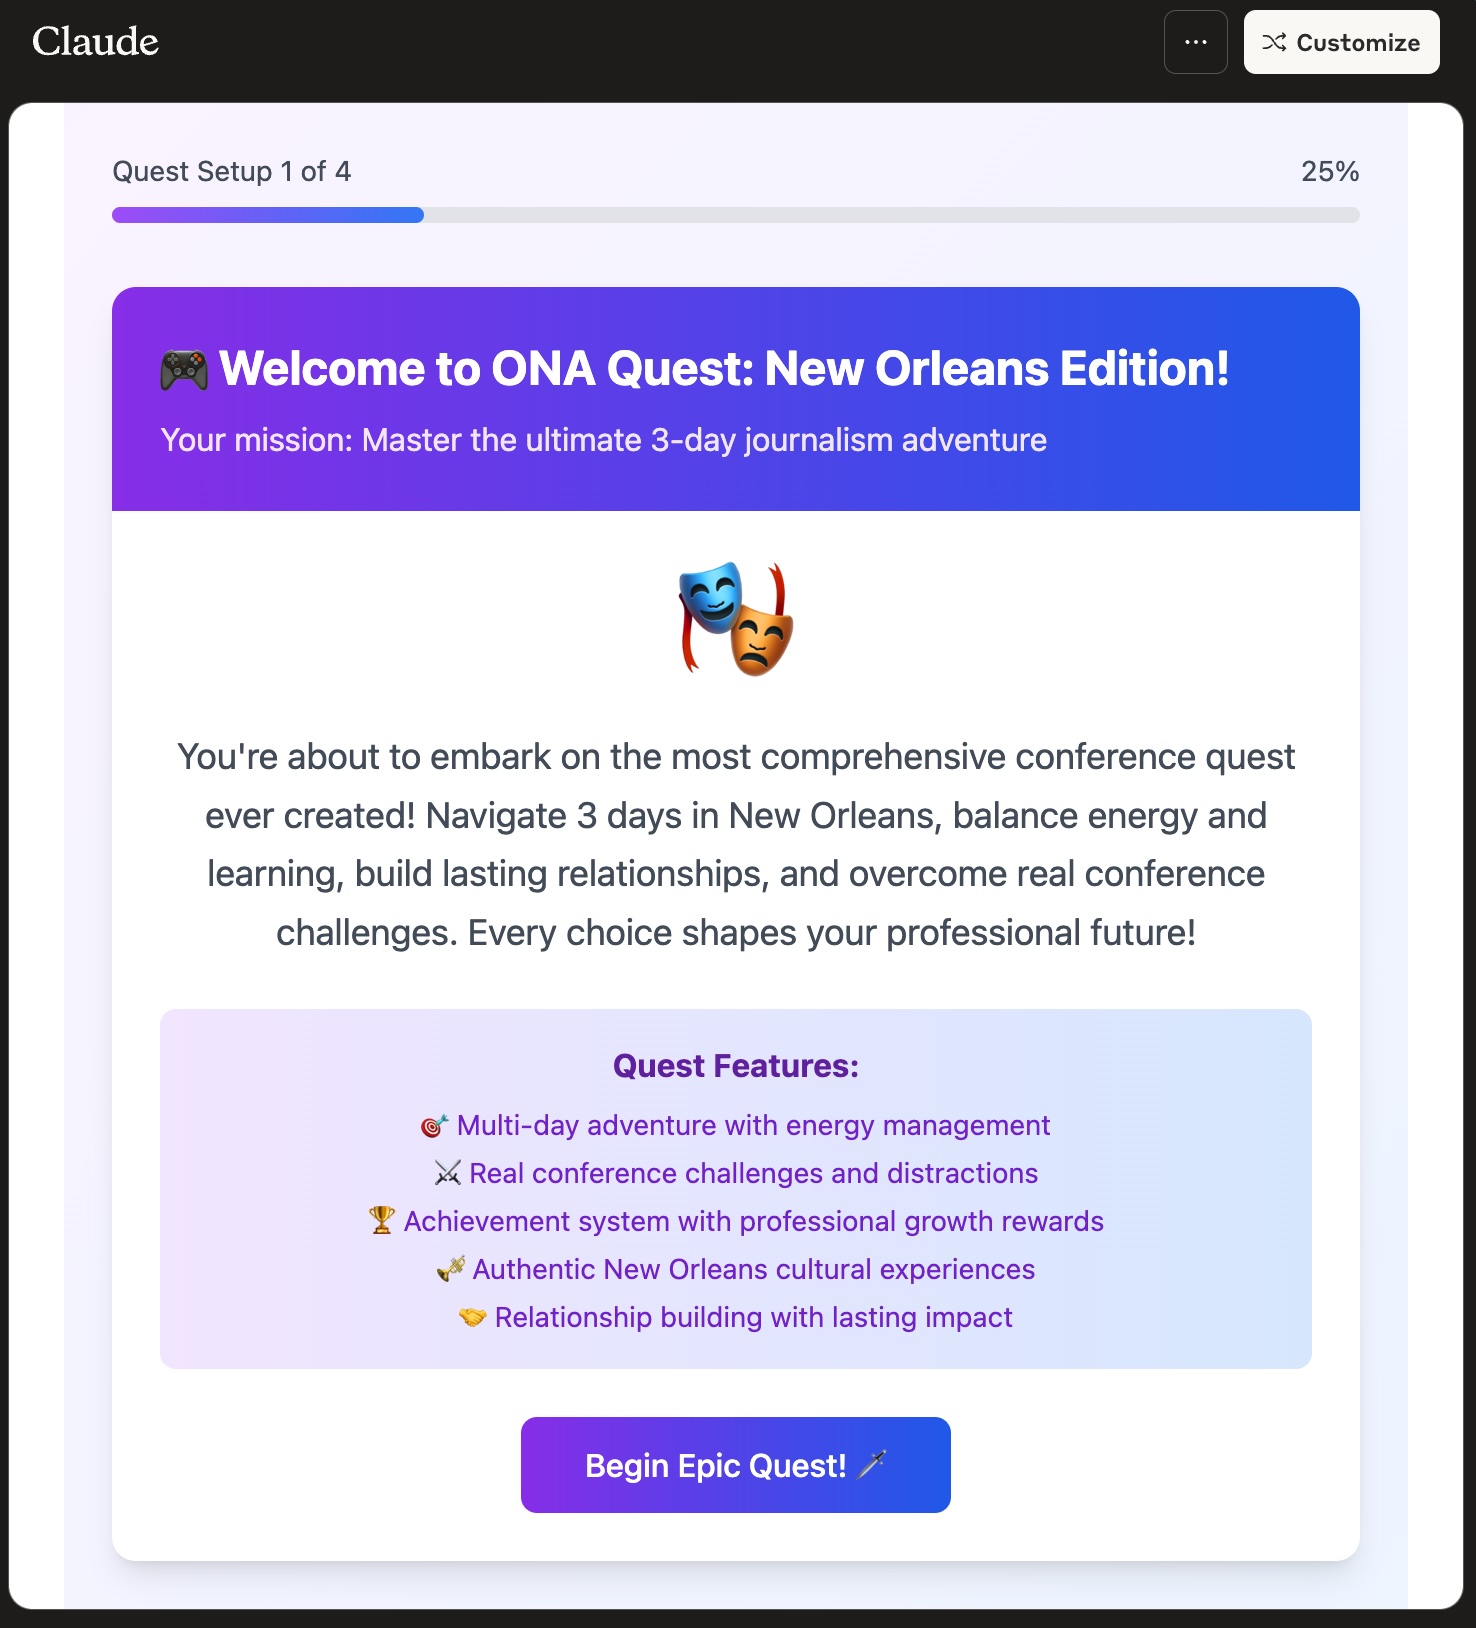 Claude
Customize
Quest Setup 1 of 4
25%
Welcome to ONA Quest: New Orleans Edition!
Your mission: Master the ultimate 3-day journalism adventure
You're about to embark on the most comprehensive conference quest
ever created! Navigate 3 days in New Orleans, balance energy and
learning, build lasting relationships, and overcome real conference
challenges. Every choice shapes your professional future!
Quest Features:
Multi-day adventure with energy management
Real conference challenges and distractions
Achievement system with professional growth rewards
Authentic New Orleans cultural experiences
Relationship building with lasting impact
Begin Epic Quest!